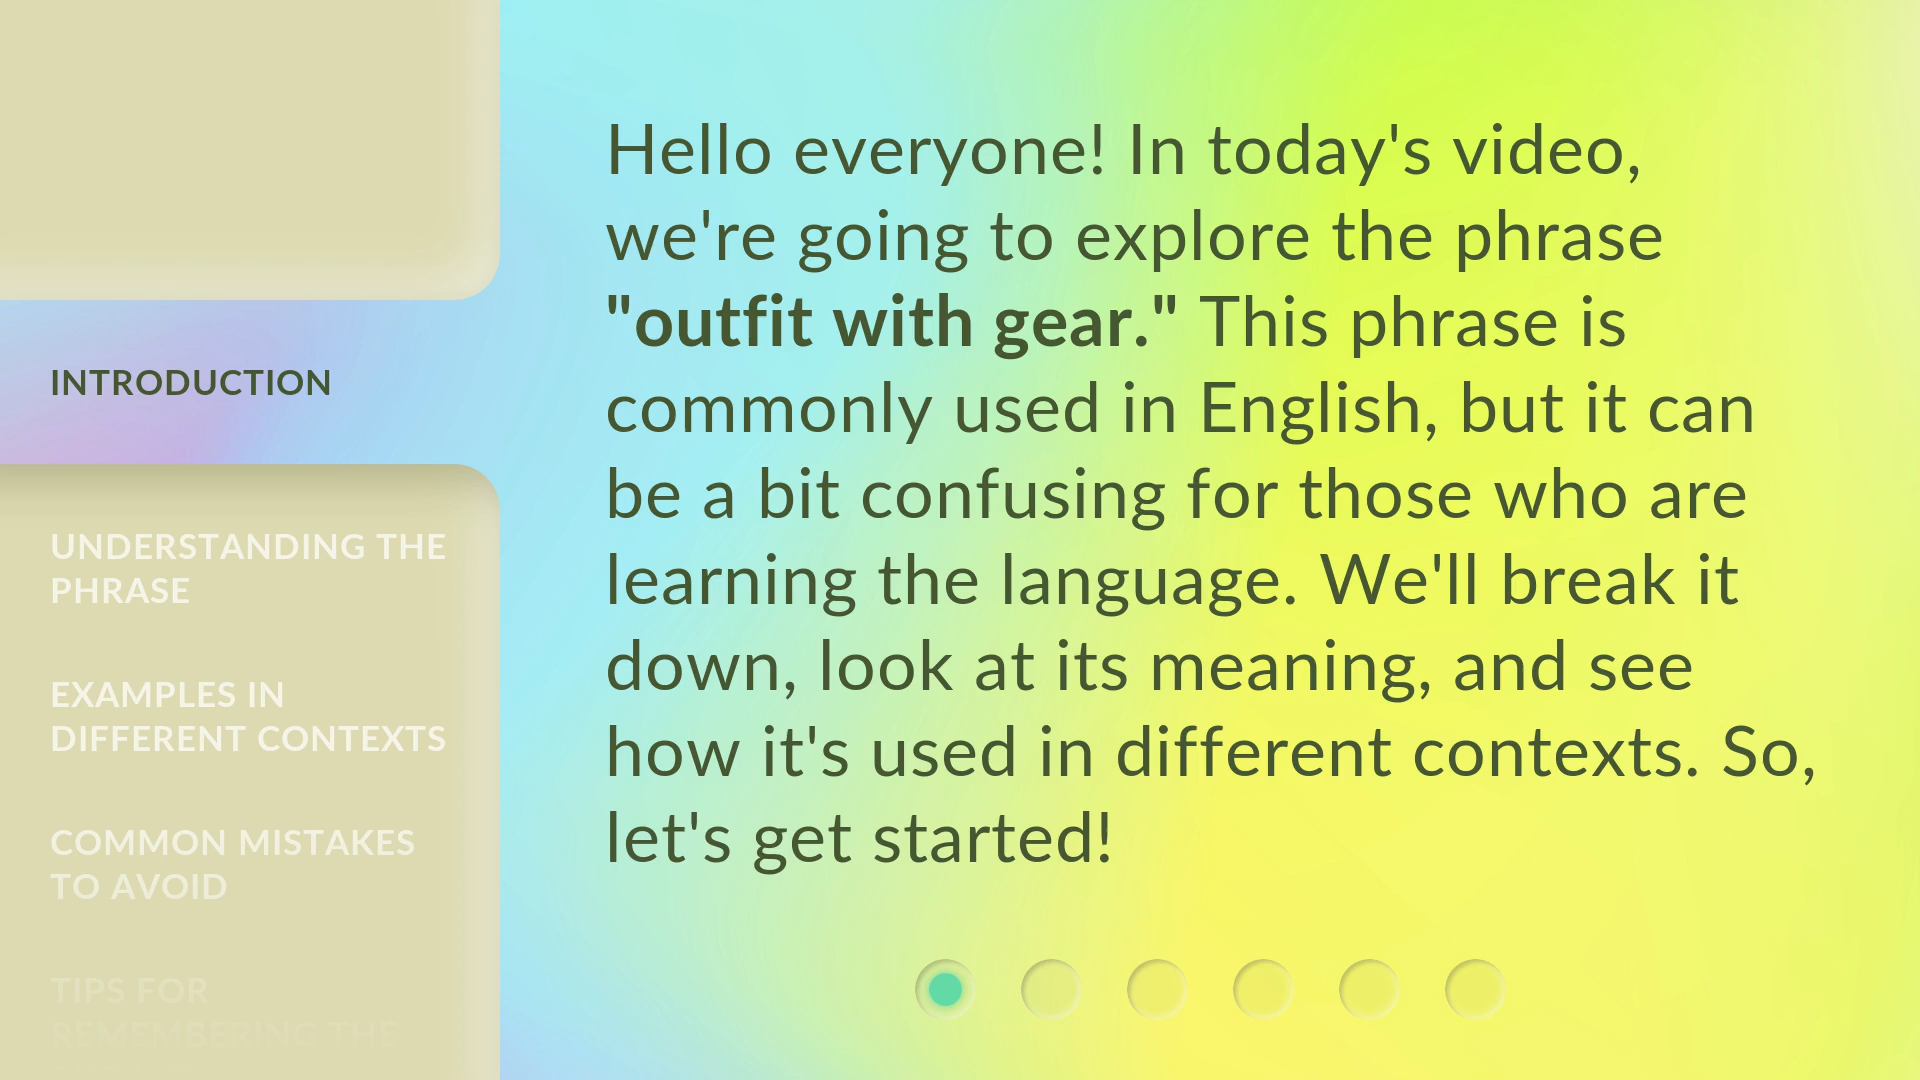 INTRODUCTION
UNDERSTANDING THE
PHRASE
EXAMPLES IN
DIFFERENT CONTEXTS
COMMON MISTAKES
TO AVOID
TIPS FOR
REMEMBERING THE
Hello everyone! In today's video,
we're going to explore the phrase
"outfit with gear." This phrase is
commonly used in English, but it can
be a bit confusing for those who are
learning the language. We'll break it
down, look at its meaning, and see
how it's used in different contexts. So,
let's get started!